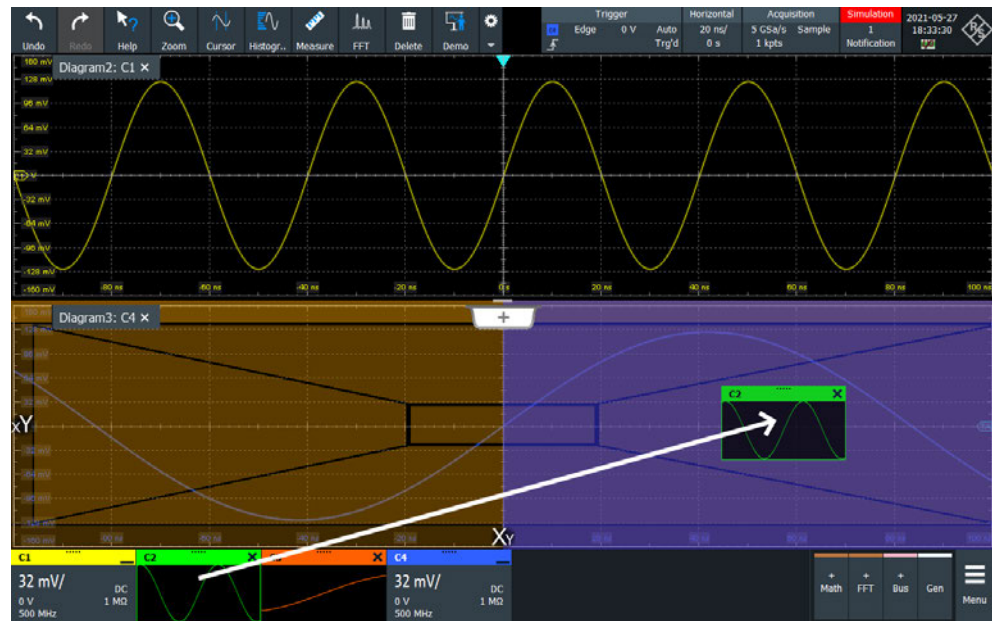 Undo
Redo
Help
Zoom
Cursor
Histogr..
Measure
FFT
Delete
Demo
Trigger
Edge
0 V
Auto
Trg'd
Horizontal
20 ns/
0 s
Acquisition
5 GSa/s
Sample
1 kpts
Simulation
1
Notification
2021-05-27
18:33:30
R&S
Diagram2: C1 ×
160 mV
128 mV
96 mV
64 mV
32 mV
-32 mV
-64 mV
-96 mV
-128 mV
-160 mV
-80 ns
-60 ns
-40 ns
-20 ns
0 s
20 ns
40 ns
60 ns
80 ns
100 ns
Diagram3: C4 ×
+
C2
XY
XY
C1
32 mV/
DC
0 V
1 MΩ
500 MHz
C2
C4
32 mV/
DC
0 V
1 MΩ
500 MHz
+
Math
+
FFT
+
Bus
Gen
Menu